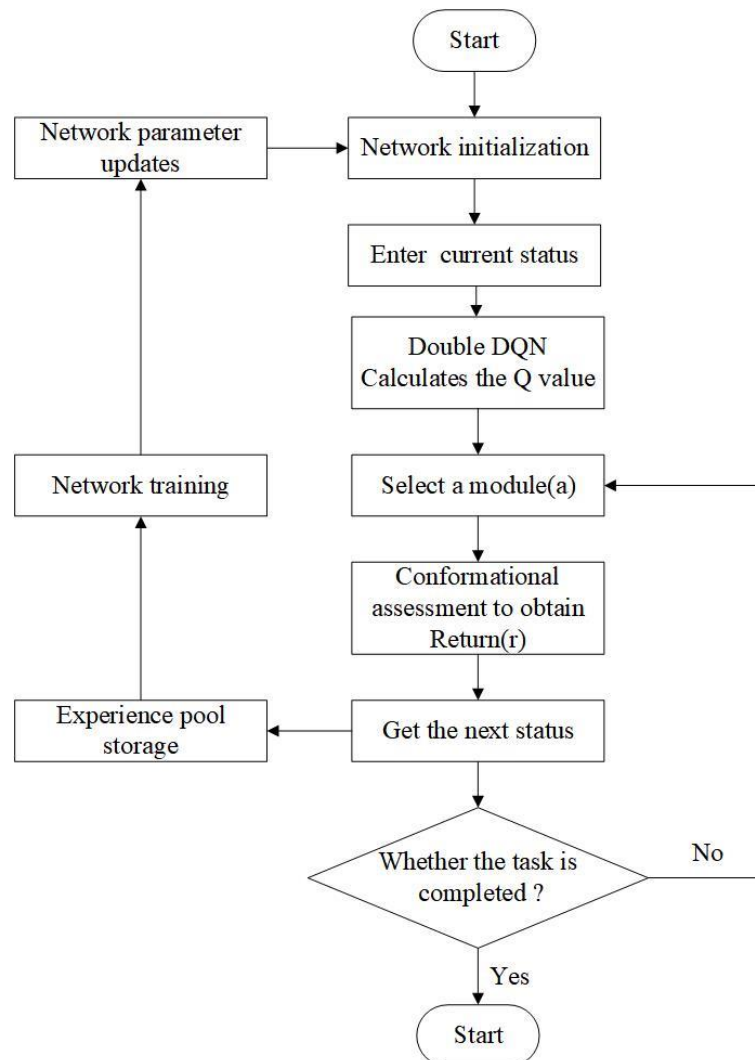 Start
Network parameter
updates
Network initialization
Enter current status
Double DQN
Calculates the Q value
Network training
Select a module(a)
Conformational
assessment to obtain
Return(r)
Experience pool
storage
Get the next status
Whether the task is
completed ?
No
Yes
Start